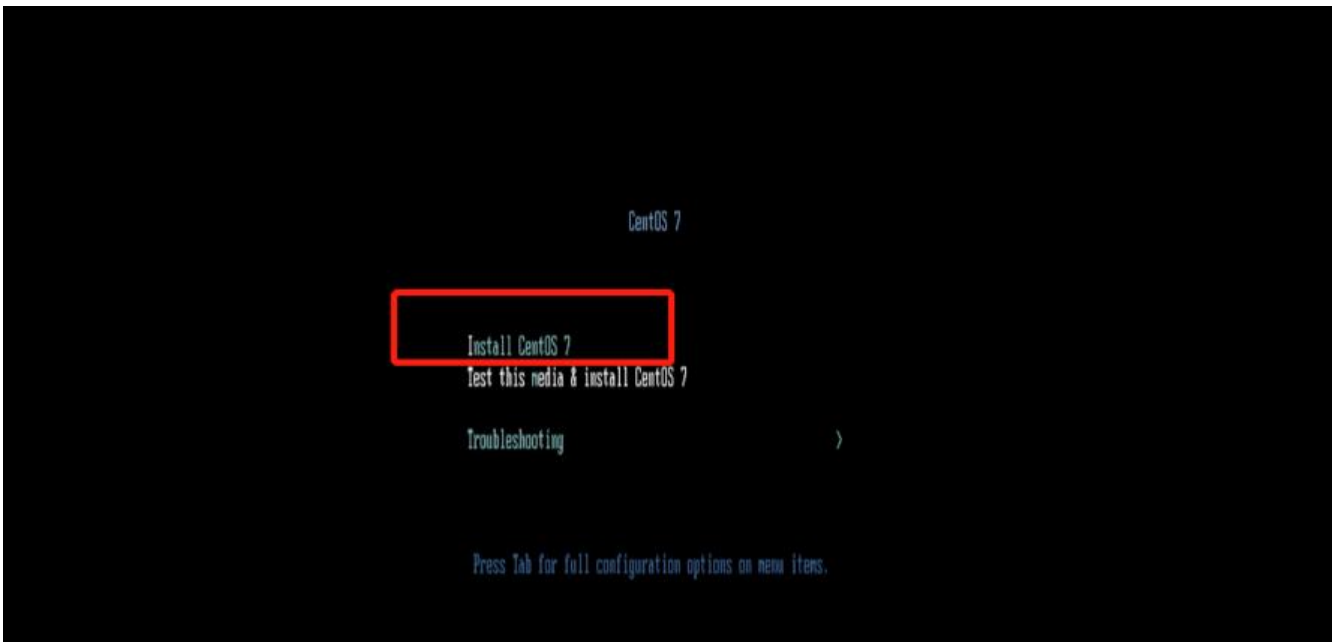 CentOS 7
Install CentOS 7
Test this media & install CentOS 7
Troubleshooting >
Press Tab for full configuration options on menu items.